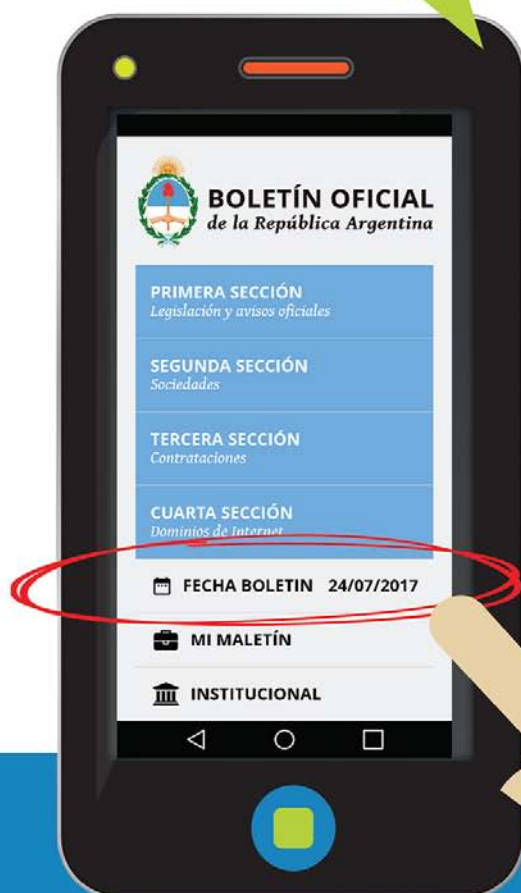 BOLETÍN OFICIAL
de la República Argentina
PRIMERA SECCIÓN
Legislación y avisos oficiales
SEGUNDA SECCIÓN
Sociedades
TERCERA SECCIÓN
Contrataciones
CUARTA SECCIÓN
Dominios de Internet
FECHA BOLETIN 24/07/2017
MI MALETÍN
INSTITUCIONAL